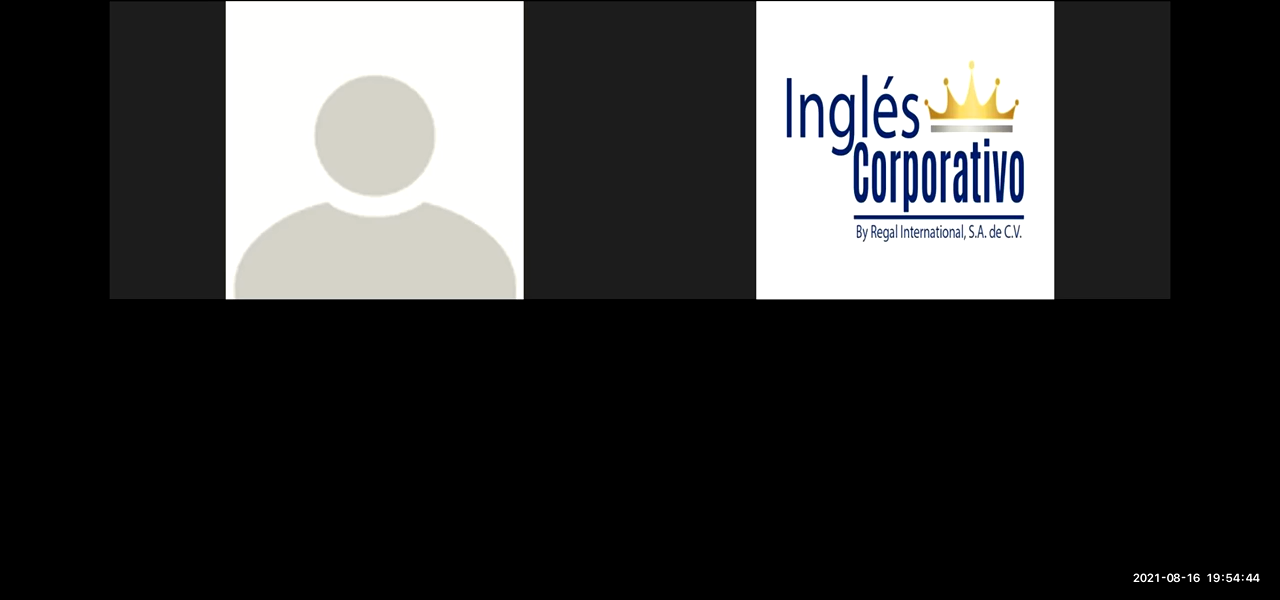 Inglés
Corporativo
By Regal International, S.A. de C.V.
2021-08-16 19:54:44